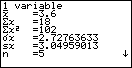 1 variable
x̄ =3.6
Σx =18
Σx² =102
σx =2.72763633
sx =3.04959013
n =5 ↓